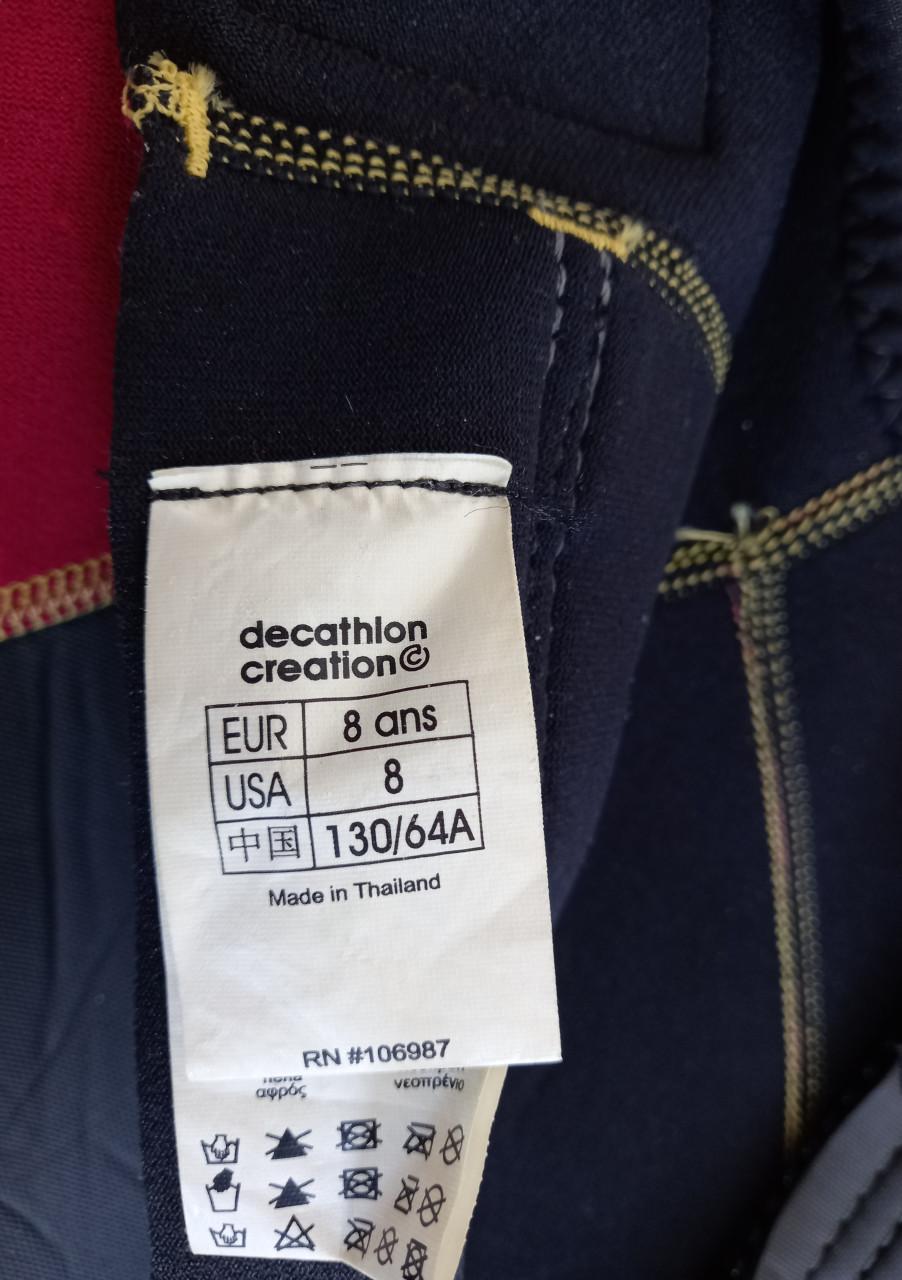 decathlon
creation©
EUR 8 ans
USA 8
中国 130/64A
Made in Thailand
RN #106987
νεοπρένιο
αφρός